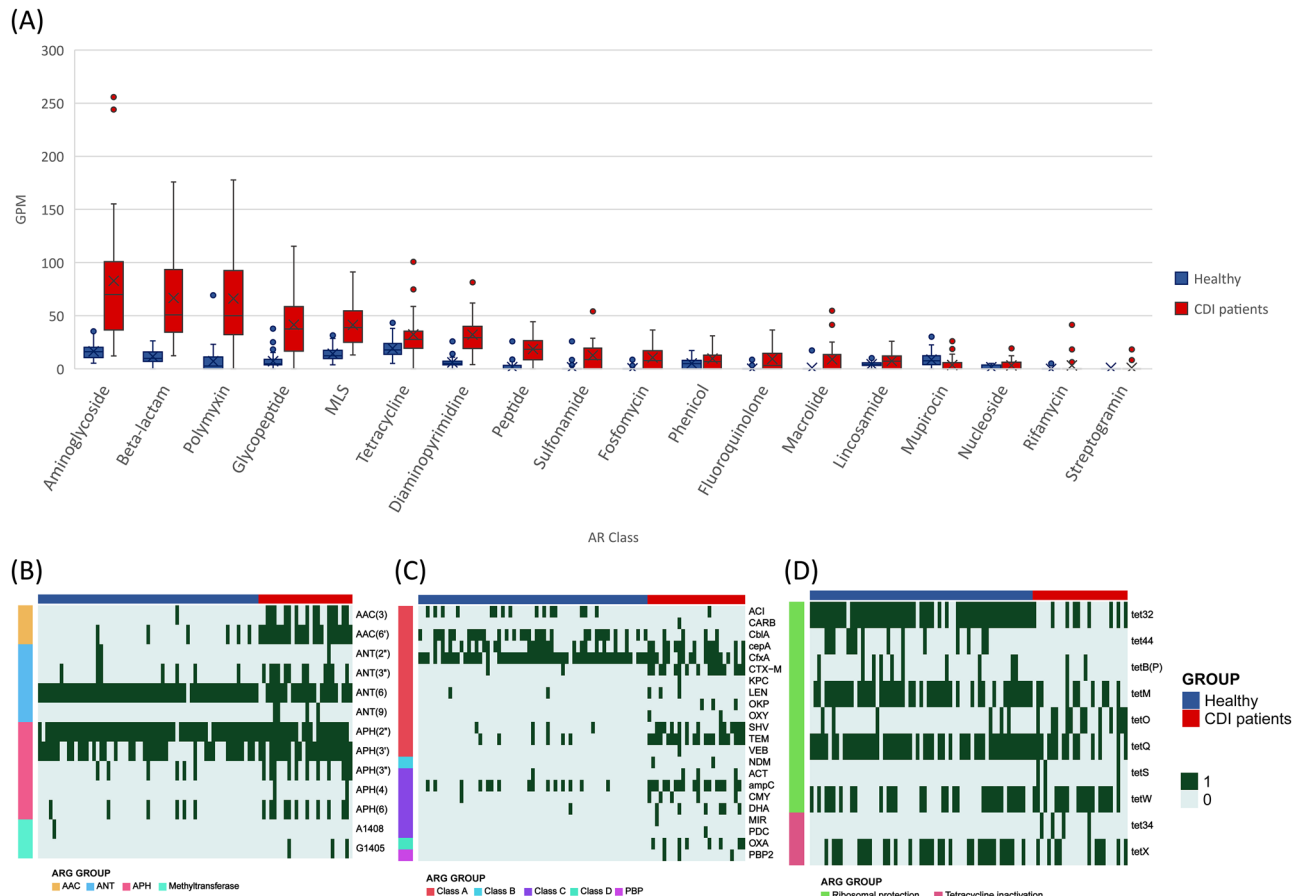 (A)
300
250
200
150
100
50
0
GPM
Aminoglycoside
Beta-lactam
Polymyxin
Glycopeptide
MLS
Tetracycline
Diaminopyrimidine
Peptide
Sulfonamide
Fosfomycin
Phenicol
Fluoroquinolone
Macrolide
Lincosamide
Mupirocin
Nucleoside
Rifamycin
Streptogramin
AR Class
Healthy
CDI patients
(B)
AAC(3)
AAC(6')
ANT(2")
ANT(3")
ANT(6)
ANT(9)
APH(2")
APH(3')
APH(3")
APH(4)
APH(6)
A1408
G1405
ARG GROUP
AAC ANT APH Methyltransferase
(C)
ACI
CARB
CblA
cepA
CfxA
CTX−M
KPC
LEN
OKP
OXY
SHV
TEM
VEB
NDM
ACT
ampC
CMY
DHA
MIR
PDC
OXA
PBP2
ARG GROUP
Class A Class B Class C Class D PBP
(D)
tet32
tet44
tetB(P)
tetM
tetO
tetQ
tetS
tetW
tet34
tetX
ARG GROUP
Ribosomal protection Tetracycline inactivation
GROUP
Healthy
CDI patients
1
0